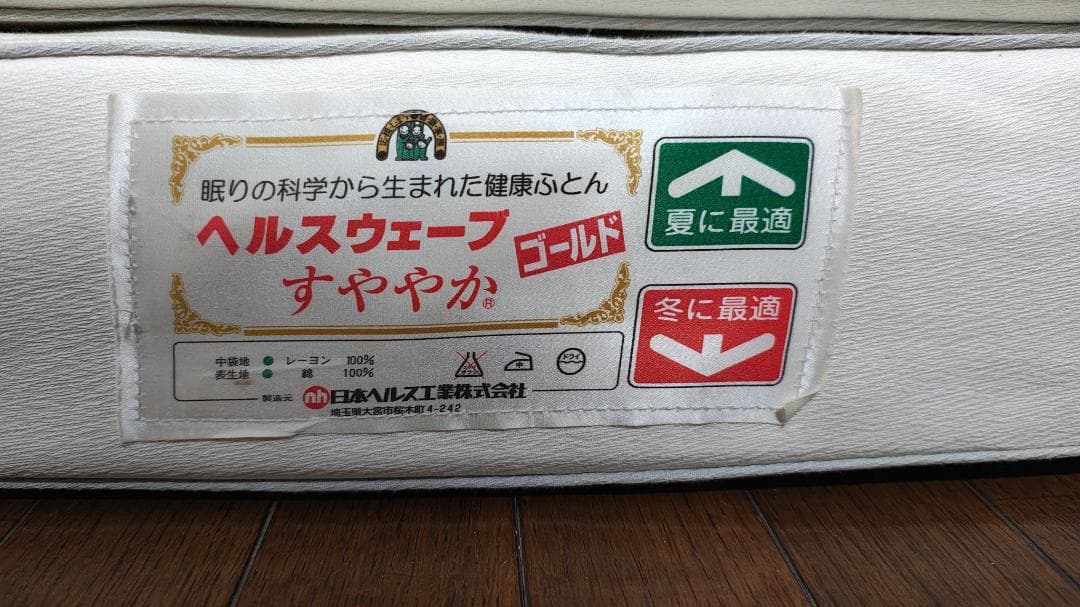 眠りの科学から生まれた健康ふとん
ヘルスウェーブ ゴールド
すややか®
夏に最適
冬に最適
中袋地 ● レーヨン 100%
表生地 ● 綿 100%
中
ドライ
製造元 nh 日本ヘルス工業株式会社
埼玉県大宮市桜木町4-242